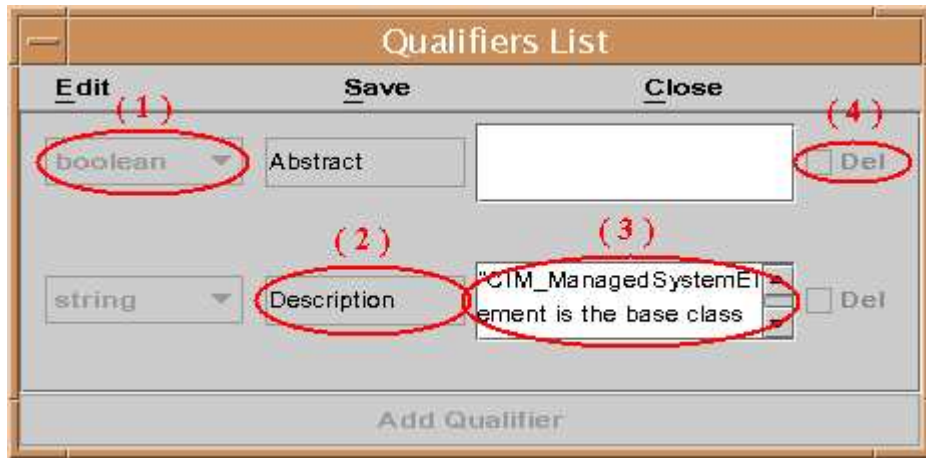 Qualifiers List
Edit Save Close
(1)
(4)
boolean Abstract Del
(2) (3)
string Description "CIM_ManagedSystemEl Del
ement is the base class
Add Qualifier